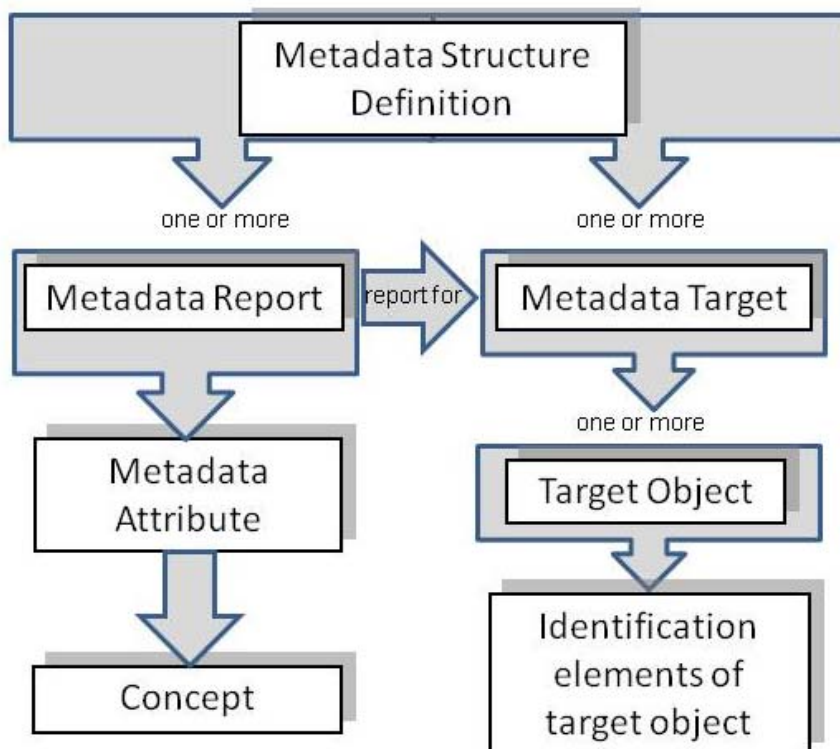 Metadata Structure
Definition
one or more
one or more
Metadata Report
report for
Metadata Target
one or more
Metadata
Attribute
Target Object
Concept
Identification
elements of
target object